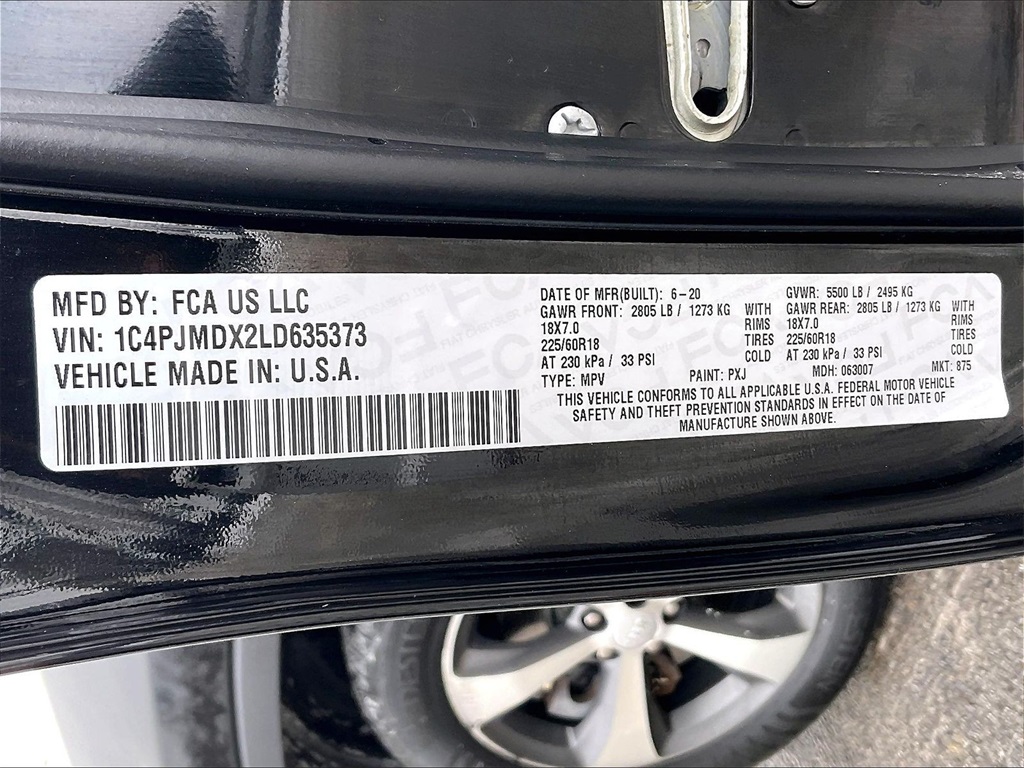 MFD BY: FCA US LLC
VIN: 1C4PJMDX2LD635373
VEHICLE MADE IN: U.S.A.
DATE OF MFR(BUILT): 6-20
GAWR FRONT: 2805 LB / 1273 KG WITH
18X7.0 RIMS
225/60R18 TIRES
AT 230 kPa / 33 PSI COLD
TYPE: MPV PAINT: PXJ
GVWR: 5500 LB / 2495 KG
GAWR REAR: 2805 LB / 1273 KG WITH
18X7.0 RIMS
225/60R18 TIRES
AT 230 kPa / 33 PSI COLD
MDH: 063007 MKT: 875
THIS VEHICLE CONFORMS TO ALL APPLICABLE U.S.A. FEDERAL MOTOR VEHICLE
SAFETY AND THEFT PREVENTION STANDARDS IN EFFECT ON THE DATE OF
MANUFACTURE SHOWN ABOVE.